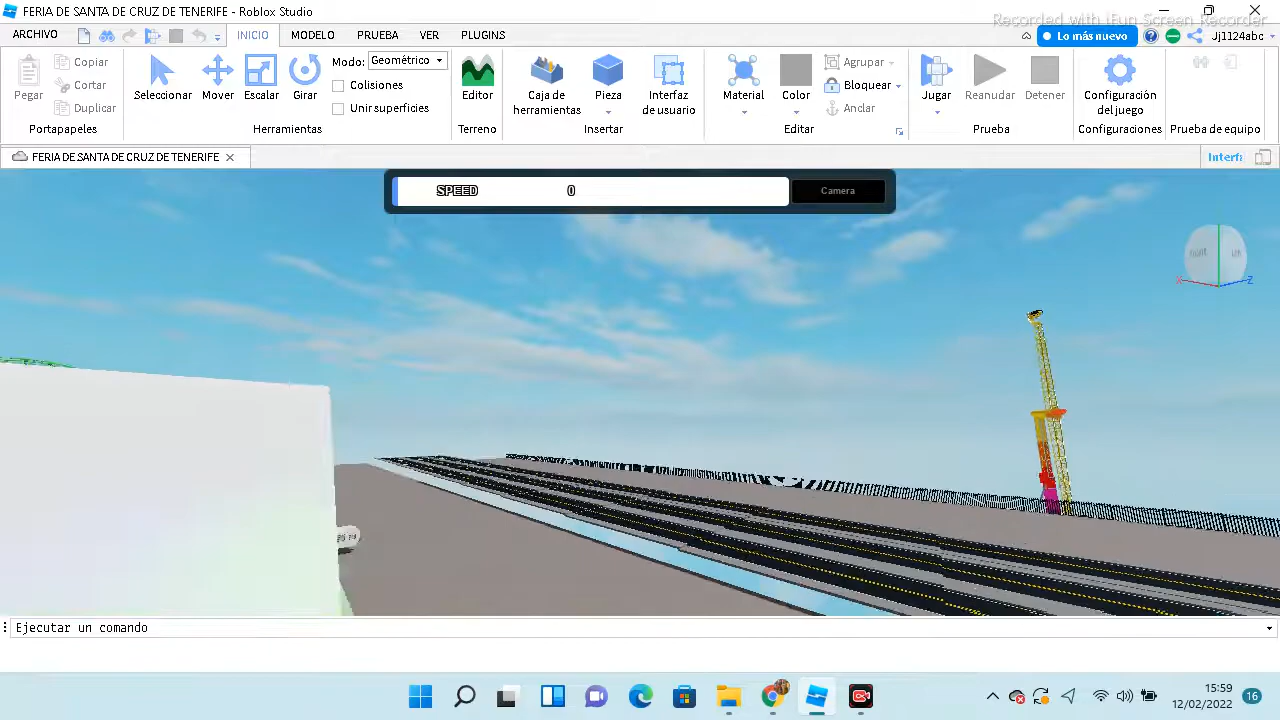 FERIA DE SANTA DE CRUZ DE TENERIFE - Roblox Studio
Recorded with iFun Screen Recorder
ARCHIVO INICIO MODELO PRUEBA VER PLUGINS Lo más nuevo Jj1124abc
Pegar
Copiar
Cortar
Duplicar
Portapapeles
Seleccionar
Mover
Escalar
Girar
Modo: Geométrico
Colisiones
Unir superficies
Herramientas
Editor
Terreno
Caja de
herramientas
Pieza
Interfaz
de usuario
Insertar
Material
Color
Agrupar
Bloquear
Anclar
Editar
Jugar
Reanudar
Detener
Prueba
Configuración
del juego
Configuraciones
Prueba de equipo
FERIA DE SANTA DE CRUZ DE TENERIFE
Interfi
SPEED 0
Camera
X
Z
Ejecutar un comando
15:59
12/02/2022
16